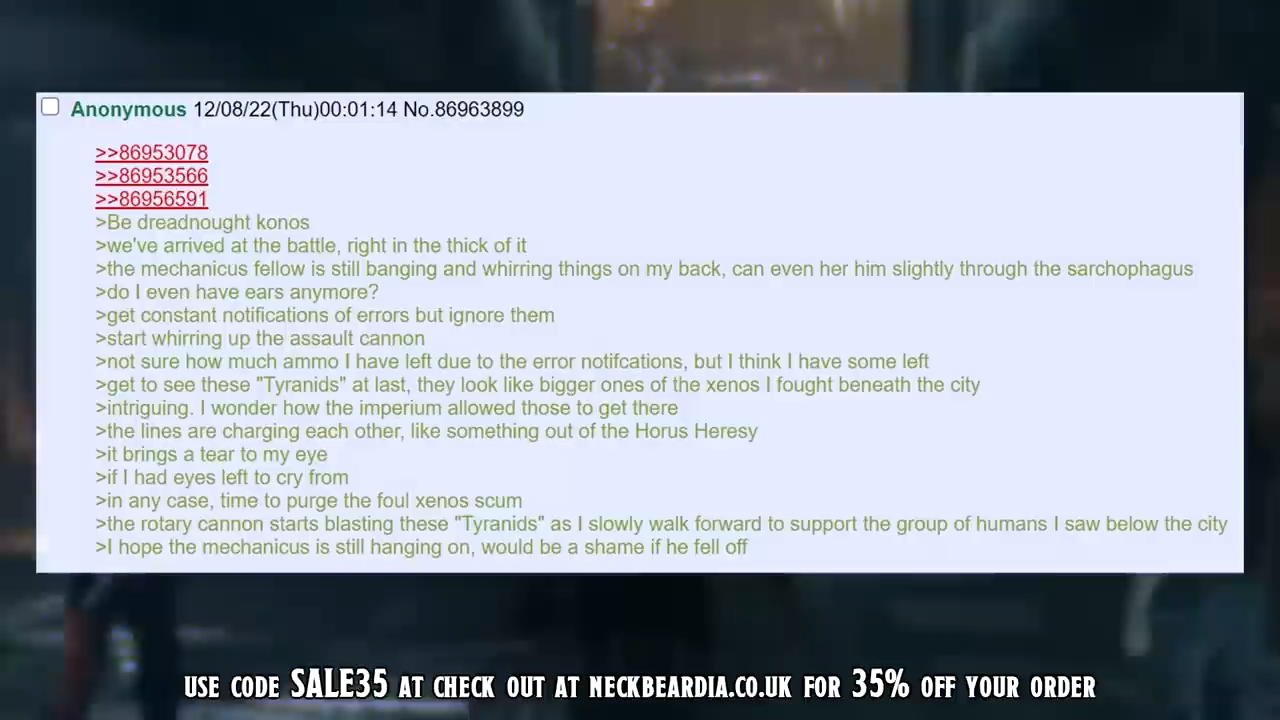 Anonymous 12/08/22(Thu)00:01:14 No.86963899
>>86953078
>>86953566
>>86956591
>Be dreadnought konos
>we've arrived at the battle, right in the thick of it
>the mechanicus fellow is still banging and whirring things on my back, can even her him slightly through the sarchophagus
>do I even have ears anymore?
>get constant notifications of errors but ignore them
>start whirring up the assault cannon
>not sure how much ammo I have left due to the error notifcations, but I think I have some left
>get to see these "Tyranids" at last, they look like bigger ones of the xenos I fought beneath the city
>intriguing. I wonder how the imperium allowed those to get there
>the lines are charging each other, like something out of the Horus Heresy
>it brings a tear to my eye
>if I had eyes left to cry from
>in any case, time to purge the foul xenos scum
>the rotary cannon starts blasting these "Tyranids" as I slowly walk forward to support the group of humans I saw below the city
>I hope the mechanicus is still hanging on, would be a shame if he fell off
USE CODE SALE35 AT CHECK OUT AT NECKBEARDIA.CO.UK FOR 35% OFF YOUR ORDER